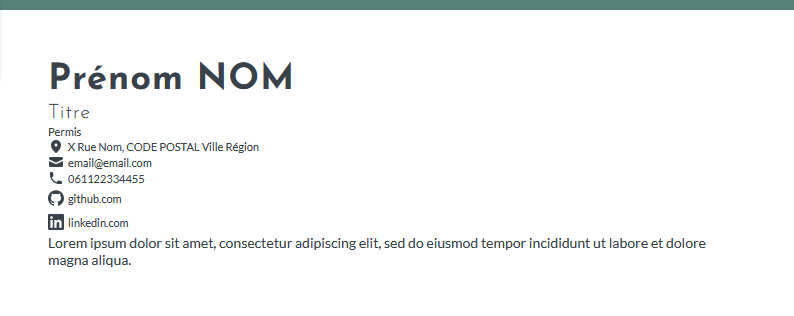 Prénom NOM
Titre
Permis
X Rue Nom, CODE POSTAL Ville Région
email@email.com
061122334455
github.com
in linkedin.com
Lorem ipsum dolor sit amet, consectetur adipiscing elit, sed do eiusmod tempor incididunt ut labore et dolore
magna aliqua.